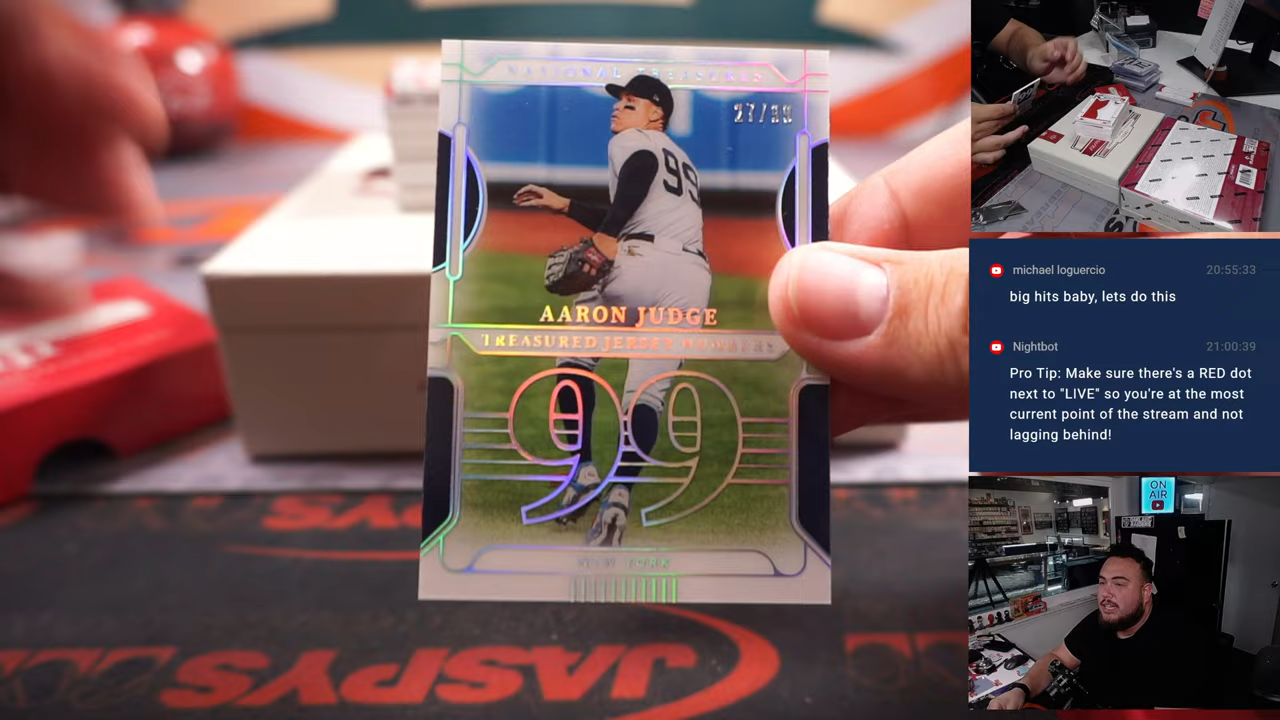 NATIONAL TREASURES
27/99
99
AARON JUDGE
TREASURED JERSEY NUMBERS
99
NEW YORK
JASPYS
michael loguercio 20:55:33
big hits baby, lets do this
Nightbot 21:00:39
Pro Tip: Make sure there's a RED dot
next to "LIVE" so you're at the most
current point of the stream and not
lagging behind!
ON
AIR